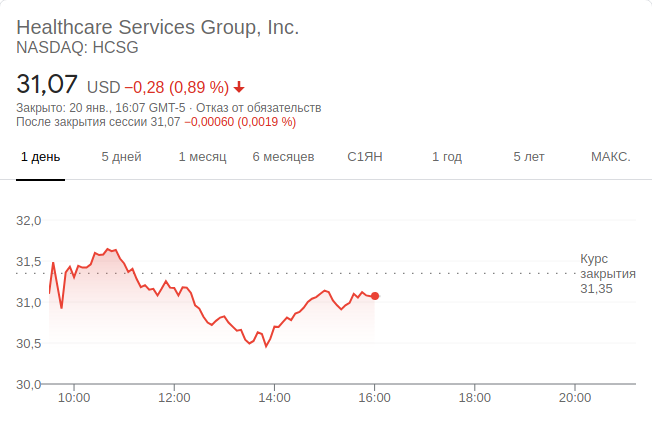 Healthcare Services Group, Inc.
NASDAQ: HCSG
31,07 USD −0,28 (0,89 %)
Закрыто: 20 янв., 16:07 GMT-5 · Отказ от обязательств
После закрытия сессии 31,07 −0,00060 (0,0019 %)
1 день 5 дней 1 месяц 6 месяцев С1ЯН 1 год 5 лет МАКС.
32,0
31,5
31,0
30,5
30,0
Курс
закрытия
31,35
10:00 12:00 14:00 16:00 18:00 20:00